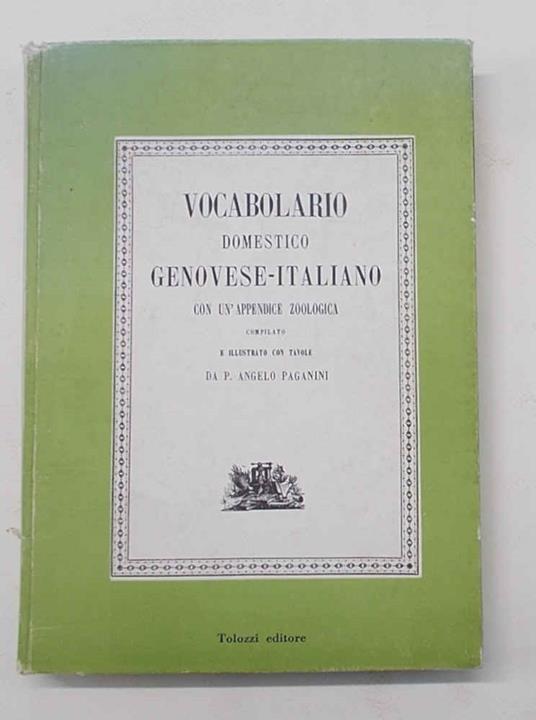 VOCABOLARIO
DOMESTICO
GENOVESE-ITALIANO
CON UN'APPENDICE ZOOLOGICA
COMPILATO
E ILLUSTRATO CON TAVOLE
DA P. ANGELO PAGANINI
Tolozzi editore